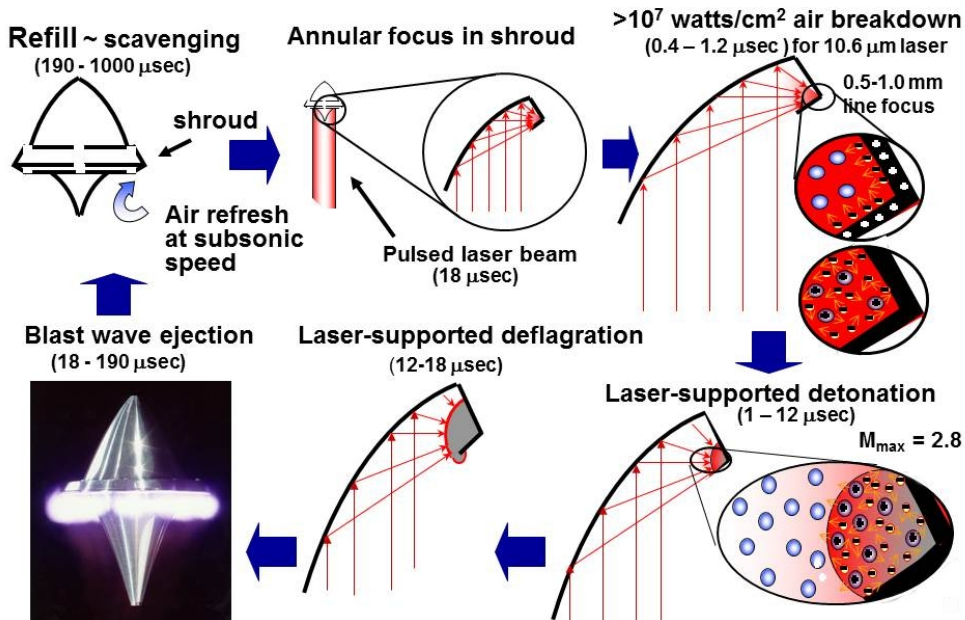 Refill ~ scavenging
(190 - 1000 μsec)
shroud
Air refresh
at subsonic
speed
Annular focus in shroud
Pulsed laser beam
(18 μsec)
>10⁷ watts/cm² air breakdown
(0.4 – 1.2 μsec ) for 10.6 μm laser
0.5-1.0 mm
line focus
Laser-supported detonation
(1 – 12 μsec)
Mmax = 2.8
Laser-supported deflagration
(12-18 μsec)
Blast wave ejection
(18 - 190 μsec)